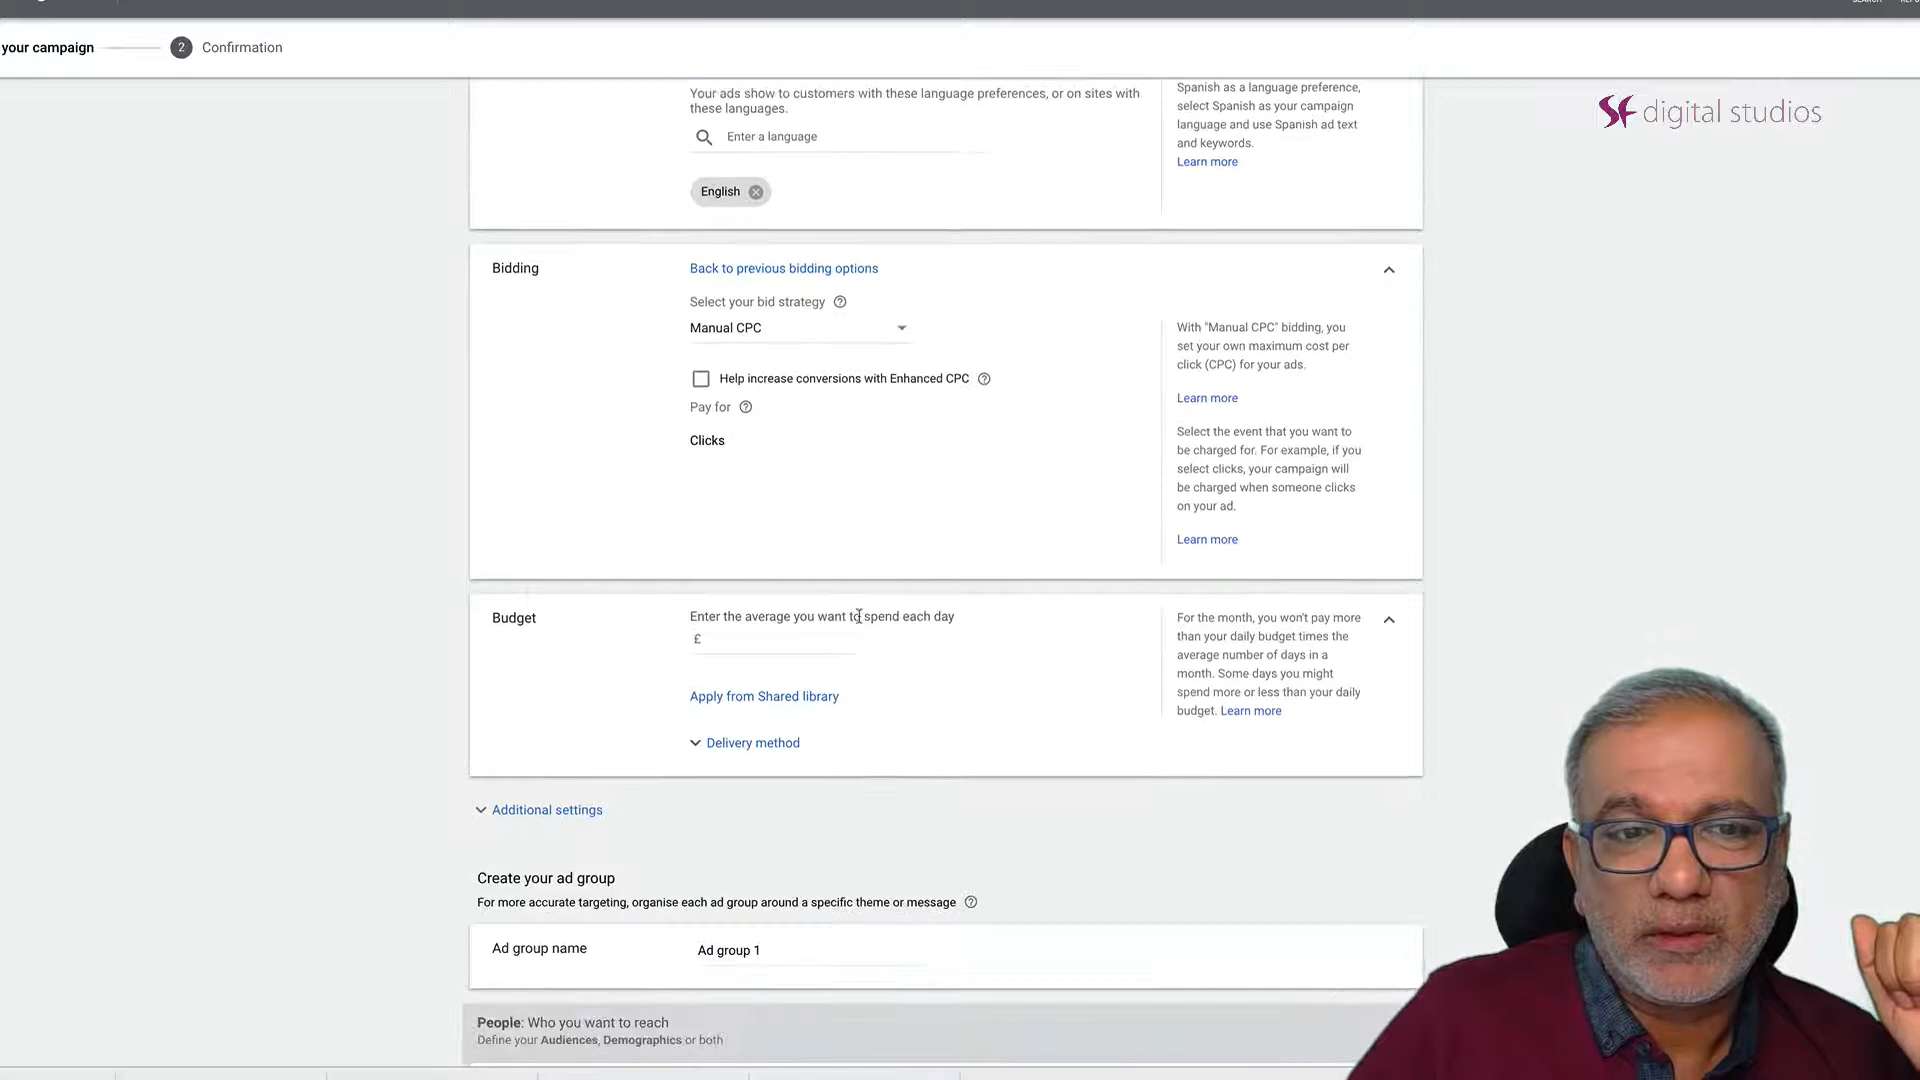 your campaign
2
Confirmation
Your ads show to customers with these language preferences, or on sites with
these languages.
Enter a language
English
Spanish as a language preference,
select Spanish as your campaign
language and use Spanish ad text
and keywords.
Learn more
SF digital studios
Bidding
Back to previous bidding options
Select your bid strategy
Manual CPC
Help increase conversions with Enhanced CPC
Pay for
Clicks
With "Manual CPC" bidding, you
set your own maximum cost per
click (CPC) for your ads.
Learn more
Select the event that you want to
be charged for. For example, if you
select clicks, your campaign will
be charged when someone clicks
on your ad.
Learn more
Budget
Enter the average you want to spend each day
£
Apply from Shared library
Delivery method
For the month, you won't pay more
than your daily budget times the
average number of days in a
month. Some days you might
spend more or less than your daily
budget. Learn more
Additional settings
Create your ad group
For more accurate targeting, organise each ad group around a specific theme or message
Ad group name
Ad group 1
People: Who you want to reach
Define your Audiences, Demographics or both